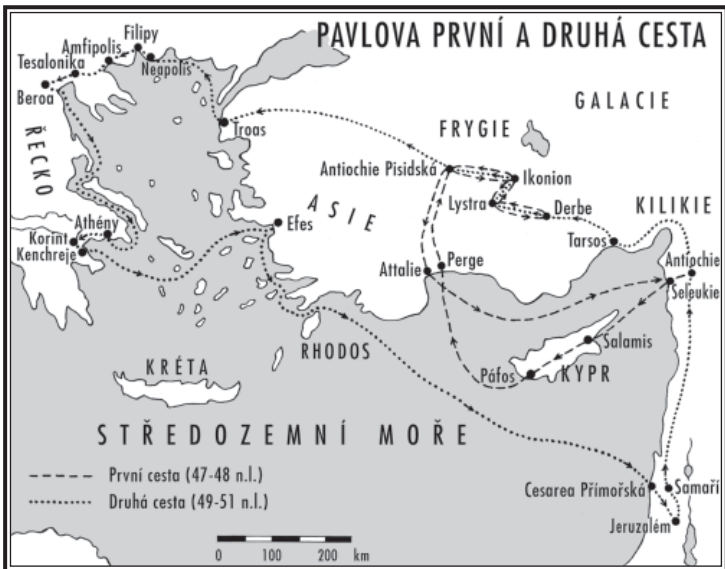 PAVLOVA PRVNÍ A DRUHÁ CESTA
Filipy
Amfipolis
Neapolis
Tesalonika
Beroa
GALACIE
Troas
FRYGIE
ŘECKO
Antiochie Pisidská
Ikonion
Lystra
Derbe
KILIKIE
ASIE
Efes
Athény
Korint
Kenchreje
Tarsos
Perge
Attalie
Antiochie
Seleukie
RHODOS
Salamis
KRÉTA
Páfos
KYPR
STŘEDOZEMNÍ MOŘE
První cesta (47-48 n.l.)
Druhá cesta (49-51 n.l.)
Cesarea Přímořská
Samaří
Jeruzalém
0 100 200
km